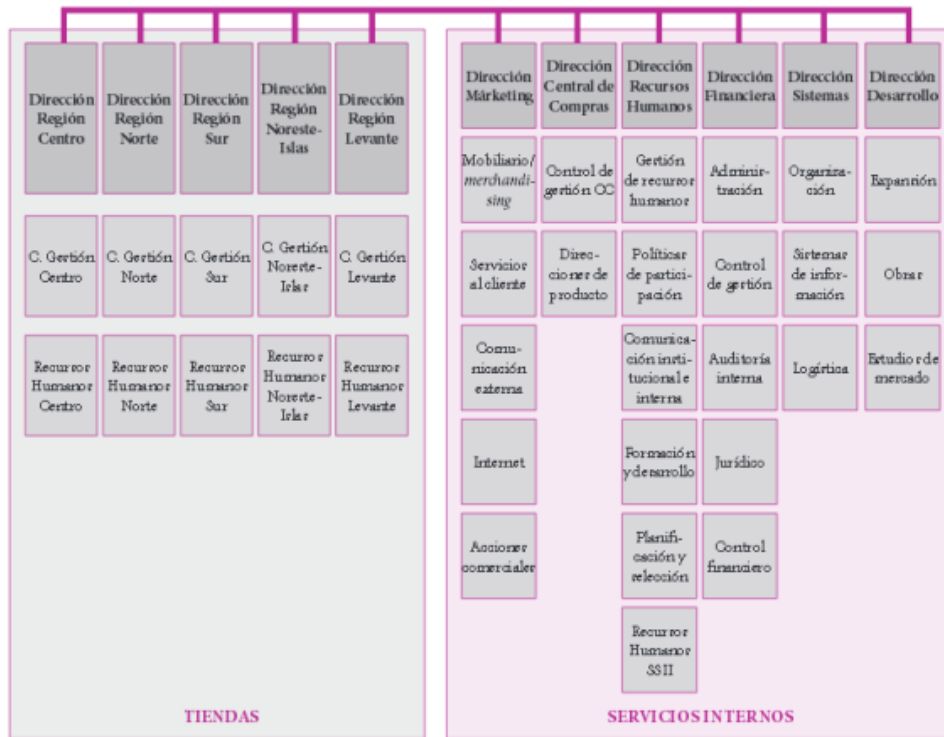 Dirección
Región
Centro
Dirección
Región
Norte
Dirección
Región
Sur
Dirección
Región
Noreste-
Islas
Dirección
Región
Levante
C. Gestión
Centro
C. Gestión
Norte
C. Gestión
Sur
C. Gestión
Noreste-
Islas
C. Gestión
Levante
Recursos
Humanos
Centro
Recursos
Humanos
Norte
Recursos
Humanos
Sur
Recursos
Humanos
Noreste-
Islas
Recursos
Humanos
Levante
TIENDAS
Dirección
Márketing
Dirección
Central de
Compras
Dirección
Recursos
Humanos
Dirección
Financiera
Dirección
Sistemas
Dirección
Desarrollo
Mobiliario/
merchandi-
sing
Control de
gestión CC
Gestión
de recursos
humanos
Adminis-
tración
Organiza-
ción
Expansión
Servicios
al cliente
Direc-
ciones de
producto
Políticas
de partici-
pación
Control
de gestión
Sistemas
de infor-
mación
Obras
Comu-
nicación
externa
Comunica-
ción insti-
tucional e
interna
Auditoría
interna
Logística
Estudios de
mercado
Internet
Formación
y desarrollo
Jurídico
Acciones
comerciales
Planifi-
cación y
selección
Control
financiero
Recursos
Humanos
SSII
SERVICIOS INTERNOS